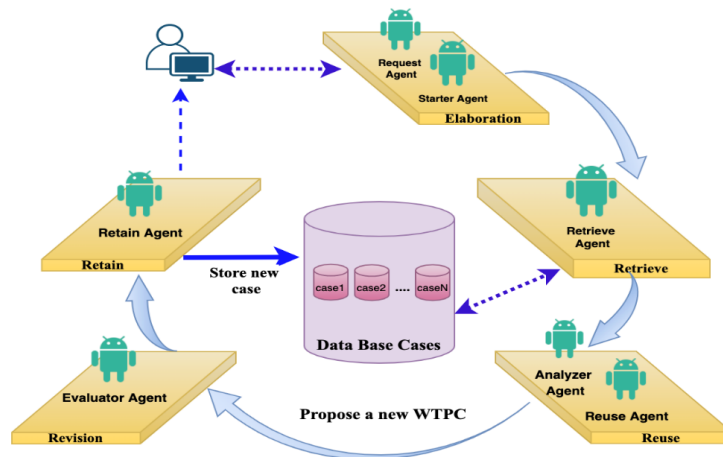 Request
Agent
Starter Agent
Elaboration
Retrieve
Agent
Retrieve
Retain Agent
Retain
Store new
case
case1
case2
....
caseN
Data Base Cases
Analyzer
Agent
Reuse Agent
Reuse
Propose a new WTPC
Evaluator Agent
Revision